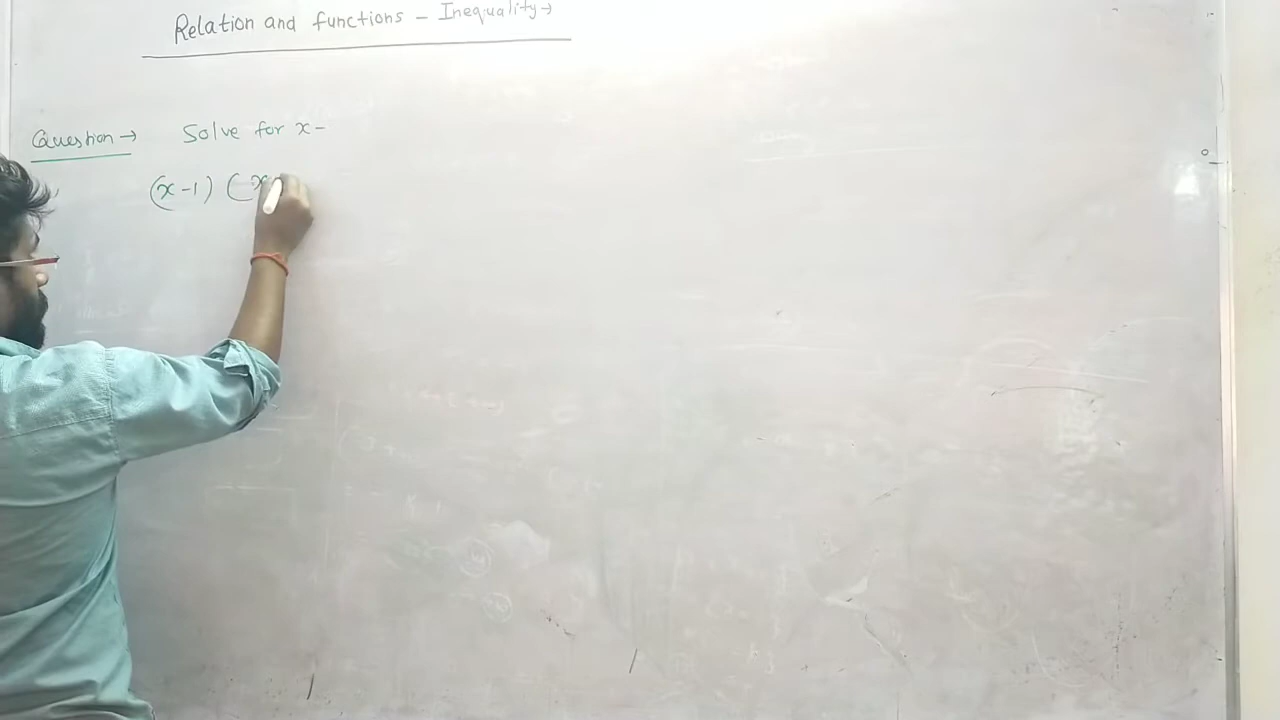 Relation and functions - Inequality →
Question → Solve for x -
(x-1) (x